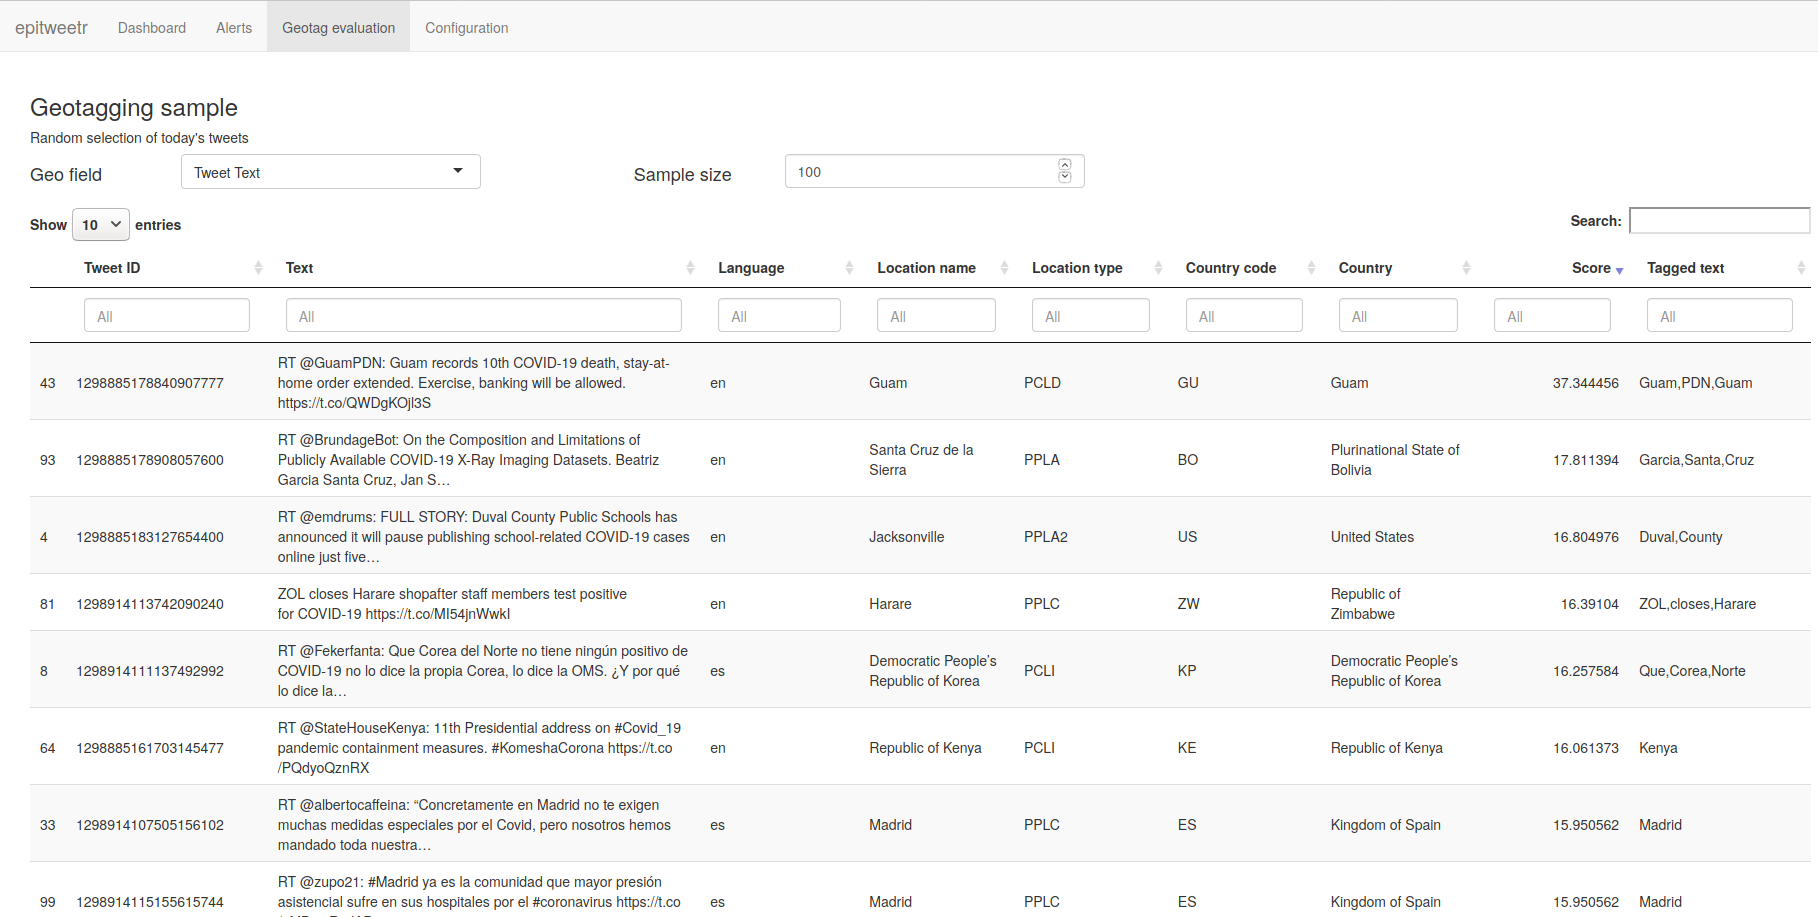 epitweetr Dashboard Alerts Geotag evaluation Configuration
Geotagging sample
Random selection of today's tweets
Geo field Tweet Text Sample size 100
Show 10 entries Search:
Tweet ID Text Language Location name Location type Country code Country Score Tagged text
All All All All All All All All All
RT @GuamPDN: Guam records 10th COVID-19 death, stay-at-
43 1298885178840907777 home order extended. Exercise, banking will be allowed. en Guam PCLD GU Guam 37.344456 Guam,PDN,Guam
https://t.co/QWDgKOjl3S
RT @BrundageBot: On the Composition and Limitations of
Santa Cruz de la Plurinational State of
93 1298885178908057600 Publicly Available COVID-19 X-Ray Imaging Datasets. Beatriz en PPLA BO 17.811394 Garcia,Santa,Cruz
Sierra Bolivia
Garcia Santa Cruz, Jan S…
RT @emdrums: FULL STORY: Duval County Public Schools has
4 1298885183127654400 announced it will pause publishing school-related COVID-19 cases en Jacksonville PPLA2 US United States 16.804976 Duval,County
online just five…
ZOL closes Harare shopafter staff members test positive Republic of
81 1298914113742090240 en Harare PPLC ZW 16.39104 ZOL,closes,Harare
for COVID-19 https://t.co/MI54jnWwkI Zimbabwe
RT @Fekerfanta: Que Corea del Norte no tiene ningún positivo de
Democratic People’s Democratic People’s
8 1298914111137492992 COVID-19 no lo dice la propia Corea, lo dice la OMS. ¿Y por qué es PCLI KP 16.257584 Que,Corea,Norte
Republic of Korea Republic of Korea
lo dice la…
RT @StateHouseKenya: 11th Presidential address on #Covid_19
64 1298885161703145477 pandemic containment measures. #KomeshaCorona https://t.co en Republic of Kenya PCLI KE Republic of Kenya 16.061373 Kenya
/PQdyoQznRX
RT @albertocaffeina: “Concretamente en Madrid no te exigen
33 1298914107505156102 muchas medidas especiales por el Covid, pero nosotros hemos es Madrid PPLC ES Kingdom of Spain 15.950562 Madrid
mandado toda nuestra…
RT @zupo21: #Madrid ya es la comunidad que mayor presión
99 1298914115155615744 asistencial sufre en sus hospitales por el #coronavirus https://t.co es Madrid PPLC ES Kingdom of Spain 15.950562 Madrid